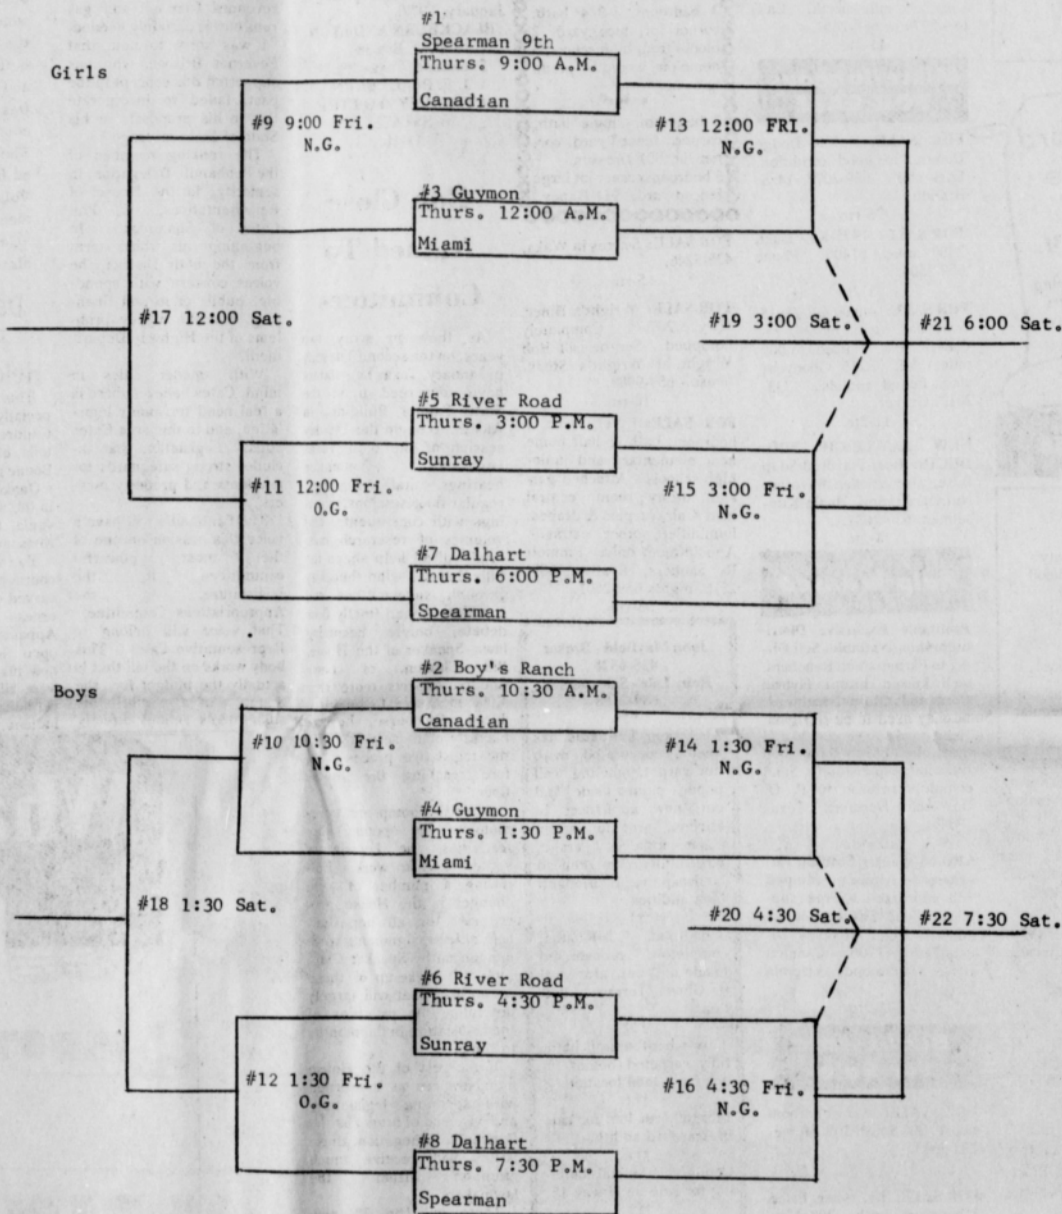 Girls
#1
Spearman 9th
Thurs. 9:00 A.M.
Canadian
#9 9:00 Fri.
N.G.
#13 12:00 FRI.
N.G.
#3 Guymon
Thurs. 12:00 A.M.
Miami
#17 12:00 Sat.
#19 3:00 Sat.
#21 6:00 Sat.
#5 River Road
Thurs. 3:00 P.M.
Sunray
#11 12:00 Fri.
O.G.
#15 3:00 Fri.
N.G.
#7 Dalhart
Thurs. 6:00 P.M.
Spearman
Boys
#2 Boy's Ranch
Thurs. 10:30 A.M.
Canadian
#10 10:30 Fri.
N.G.
#14 1:30 Fri.
N.G.
#4 Guymon
Thurs. 1:30 P.M.
Miami
#18 1:30 Sat.
#20 4:30 Sat.
#22 7:30 Sat.
#6 River Road
Thurs. 4:30 P.M.
Sunray
#12 1:30 Fri.
O.G.
#16 4:30 Fri.
N.G.
#8 Dalhart
Thurs. 7:30 P.M.
Spearman